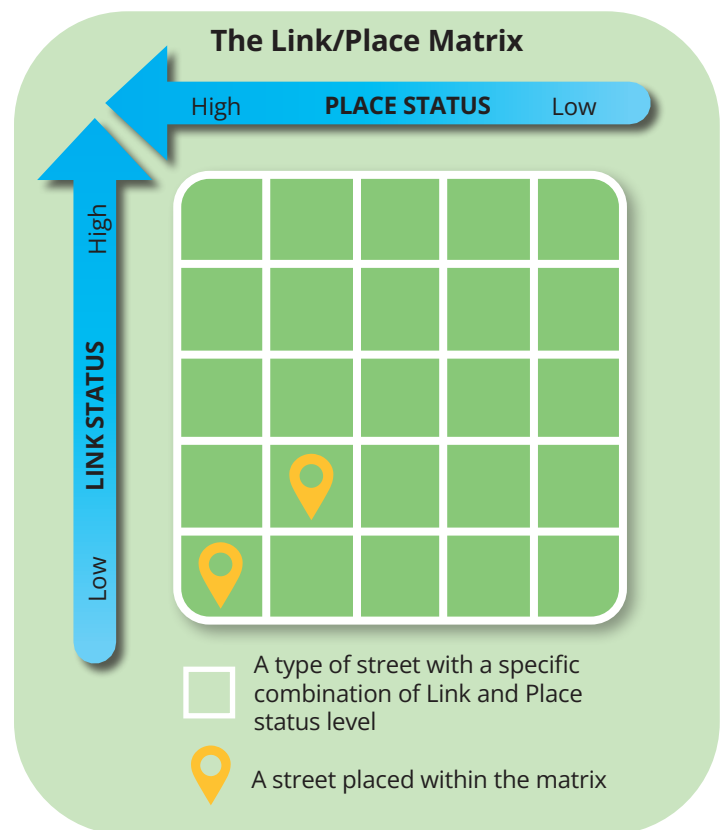 The Link/Place Matrix
High PLACE STATUS Low
High
LINK STATUS
Low
A type of street with a specific
combination of Link and Place
status level
A street placed within the matrix